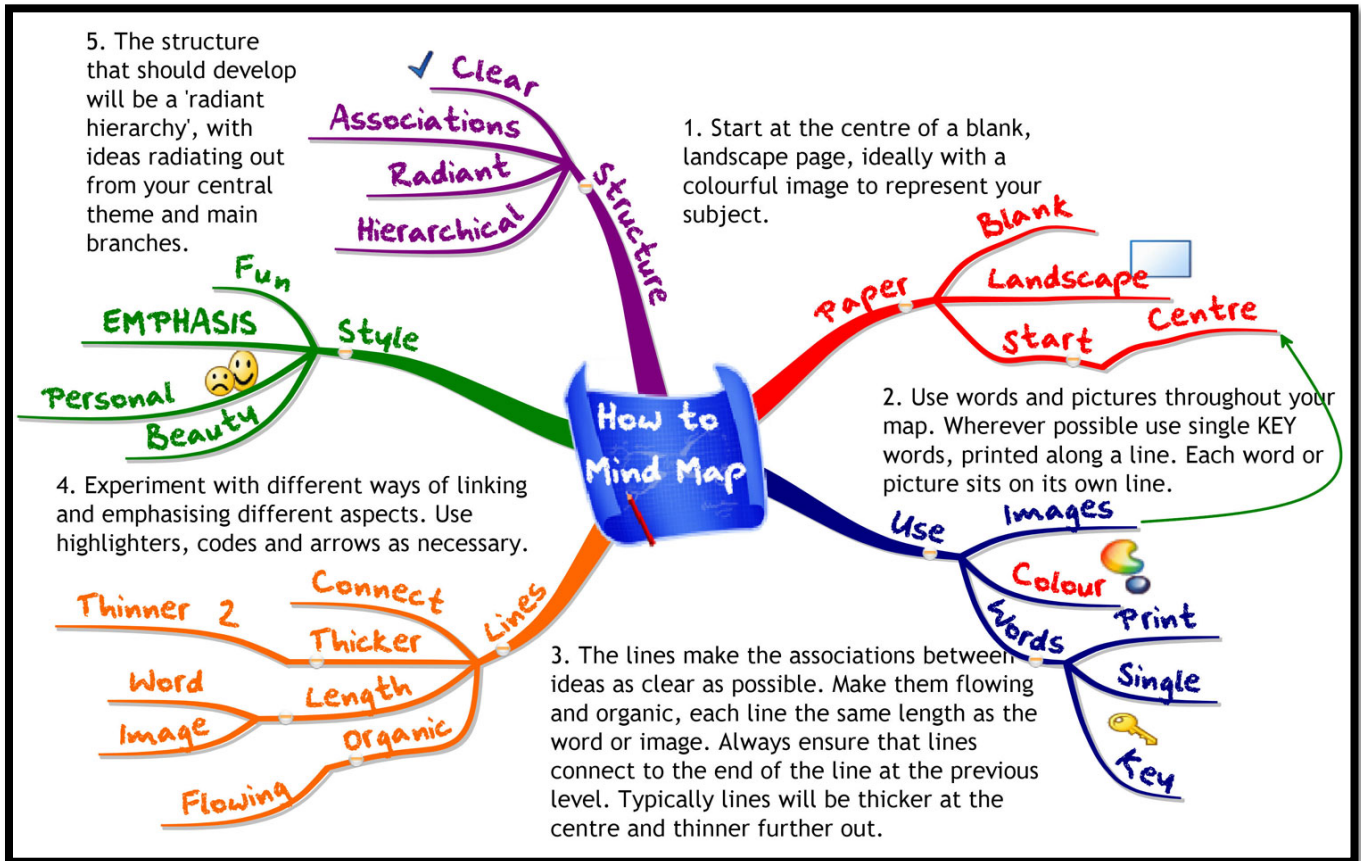 5. The structure
that should develop
will be a 'radiant
hierarchy', with
ideas radiating out
from your central
theme and main
branches.
Clear
Associations
Radiant
Hierarchical
Structure
1. Start at the centre of a blank,
landscape page, ideally with a
colourful image to represent your
subject.
Paper
Blank
Landscape
Start
Centre
Fun
EMPHASIS
Personal
Beauty
Style
How to
Mind Map
2. Use words and pictures throughout your
map. Wherever possible use single KEY
words, printed along a line. Each word or
picture sits on its own line.
Use
Images
Colour
Words
Print
Single
Key
4. Experiment with different ways of linking
and emphasising different aspects. Use
highlighters, codes and arrows as necessary.
Lines
Connect
Thinner 2
Thicker
Word
Image
Length
Organic
Flowing
3. The lines make the associations between
ideas as clear as possible. Make them flowing
and organic, each line the same length as the
word or image. Always ensure that lines
connect to the end of the line at the previous
level. Typically lines will be thicker at the
centre and thinner further out.